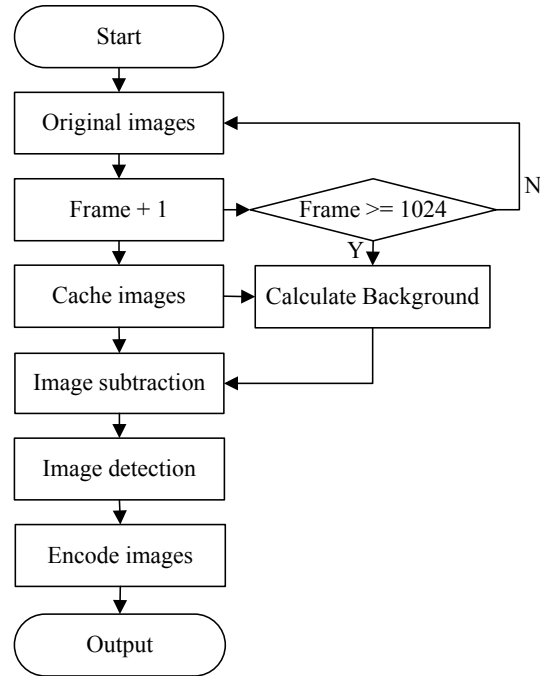 Start
Original images
N
Frame + 1
Frame >= 1024
Y
Cache images
Calculate Background
Image subtraction
Image detection
Encode images
Output